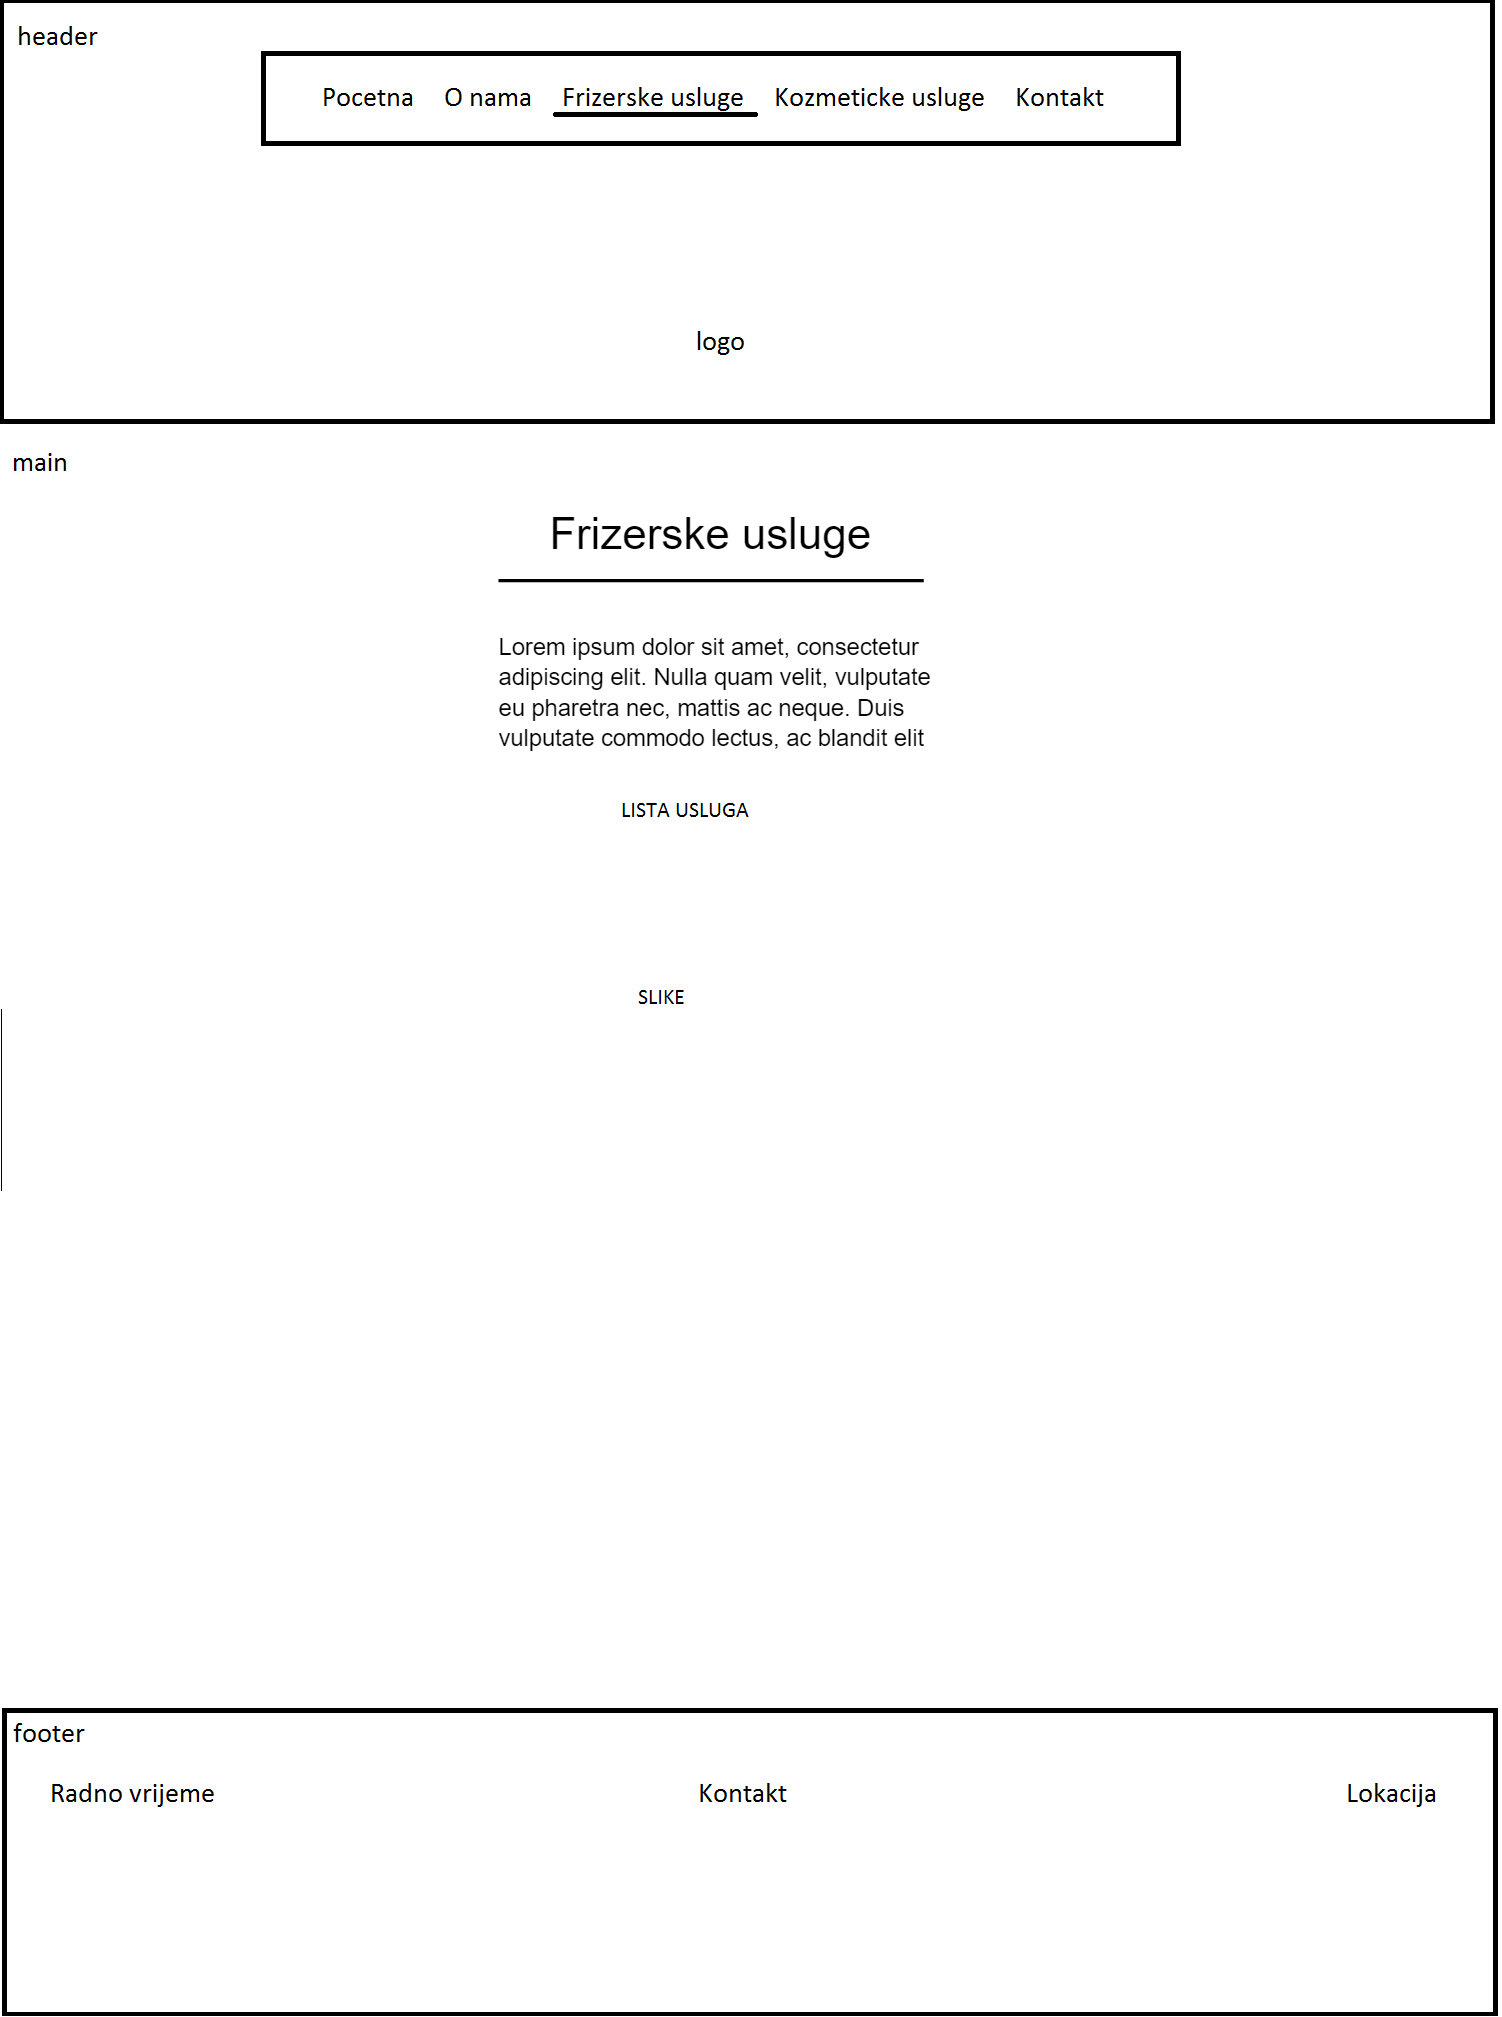 header
Pocetna O nama Frizerske usluge Kozmeticke usluge Kontakt
logo
main
Frizerske usluge
Lorem ipsum dolor sit amet, consectetur
adipiscing elit. Nulla quam velit, vulputate
eu pharetra nec, mattis ac neque. Duis
vulputate commodo lectus, ac blandit elit
LISTA USLUGA
SLIKE
footer
Radno vrijeme Kontakt Lokacija